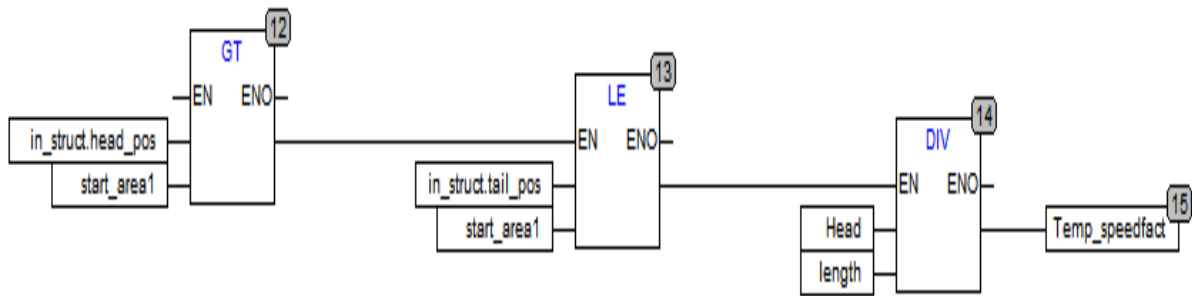 12
GT
EN ENO
in_struct.head_pos
start_area1
13
LE
EN ENO
in_struct.tail_pos
start_area1
14
DIV
EN ENO
Head
length
15
Temp_speedfact